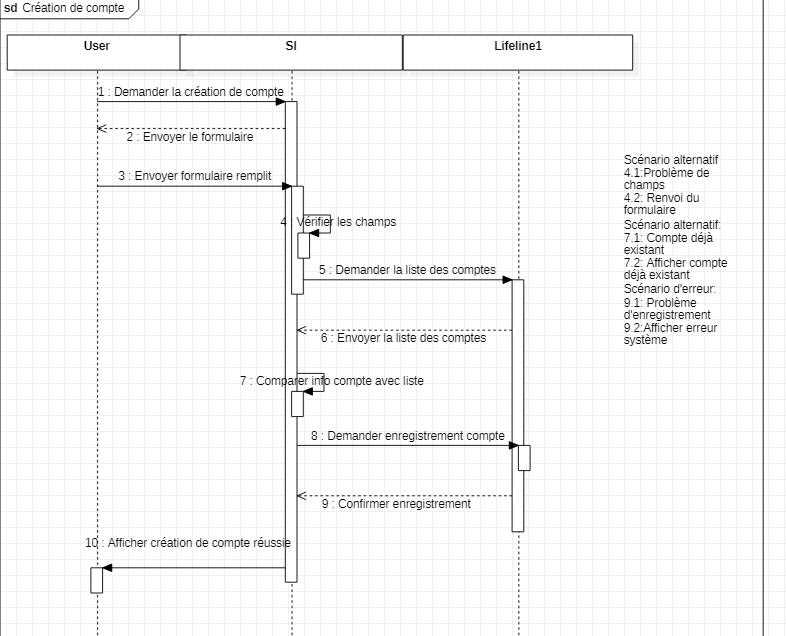 sd Création de compte
User
SI
Lifeline1
1 : Demander la création de compte
2 : Envoyer le formulaire
3 : Envoyer formulaire remplit
4 : Vérifier les champs
5 : Demander la liste des comptes
6 : Envoyer la liste des comptes
7 : Comparer info compte avec liste
8 : Demander enregistrement compte
9 : Confirmer enregistrement
10 : Afficher création de compte réussie
Scénario alternatif
4.1:Problème de
champs
4.2: Renvoi du
formulaire
Scénario alternatif:
7.1: Compte déjà
existant
7.2: Afficher compte
déjà existant
Scénario d'erreur:
9.1: Problème
d'enregistrement
9.2:Afficher erreur
système